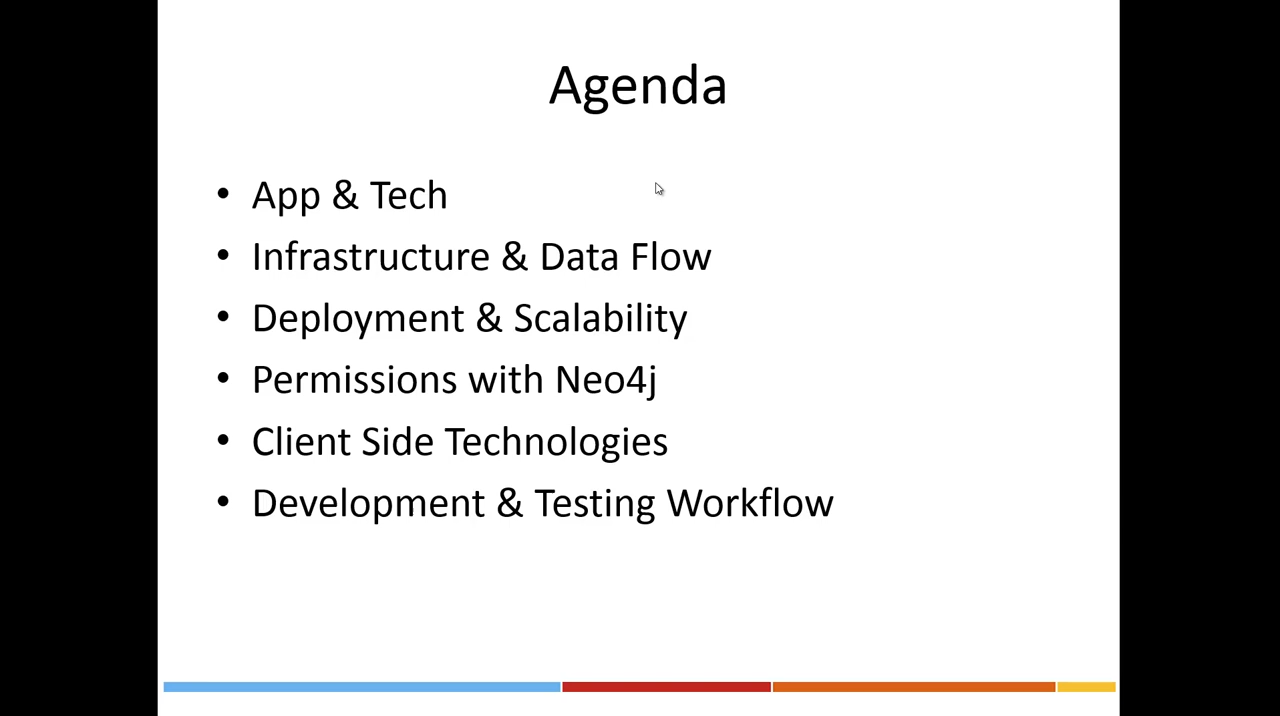 Agenda
• App & Tech
• Infrastructure & Data Flow
• Deployment & Scalability
• Permissions with Neo4j
• Client Side Technologies
• Development & Testing Workflow